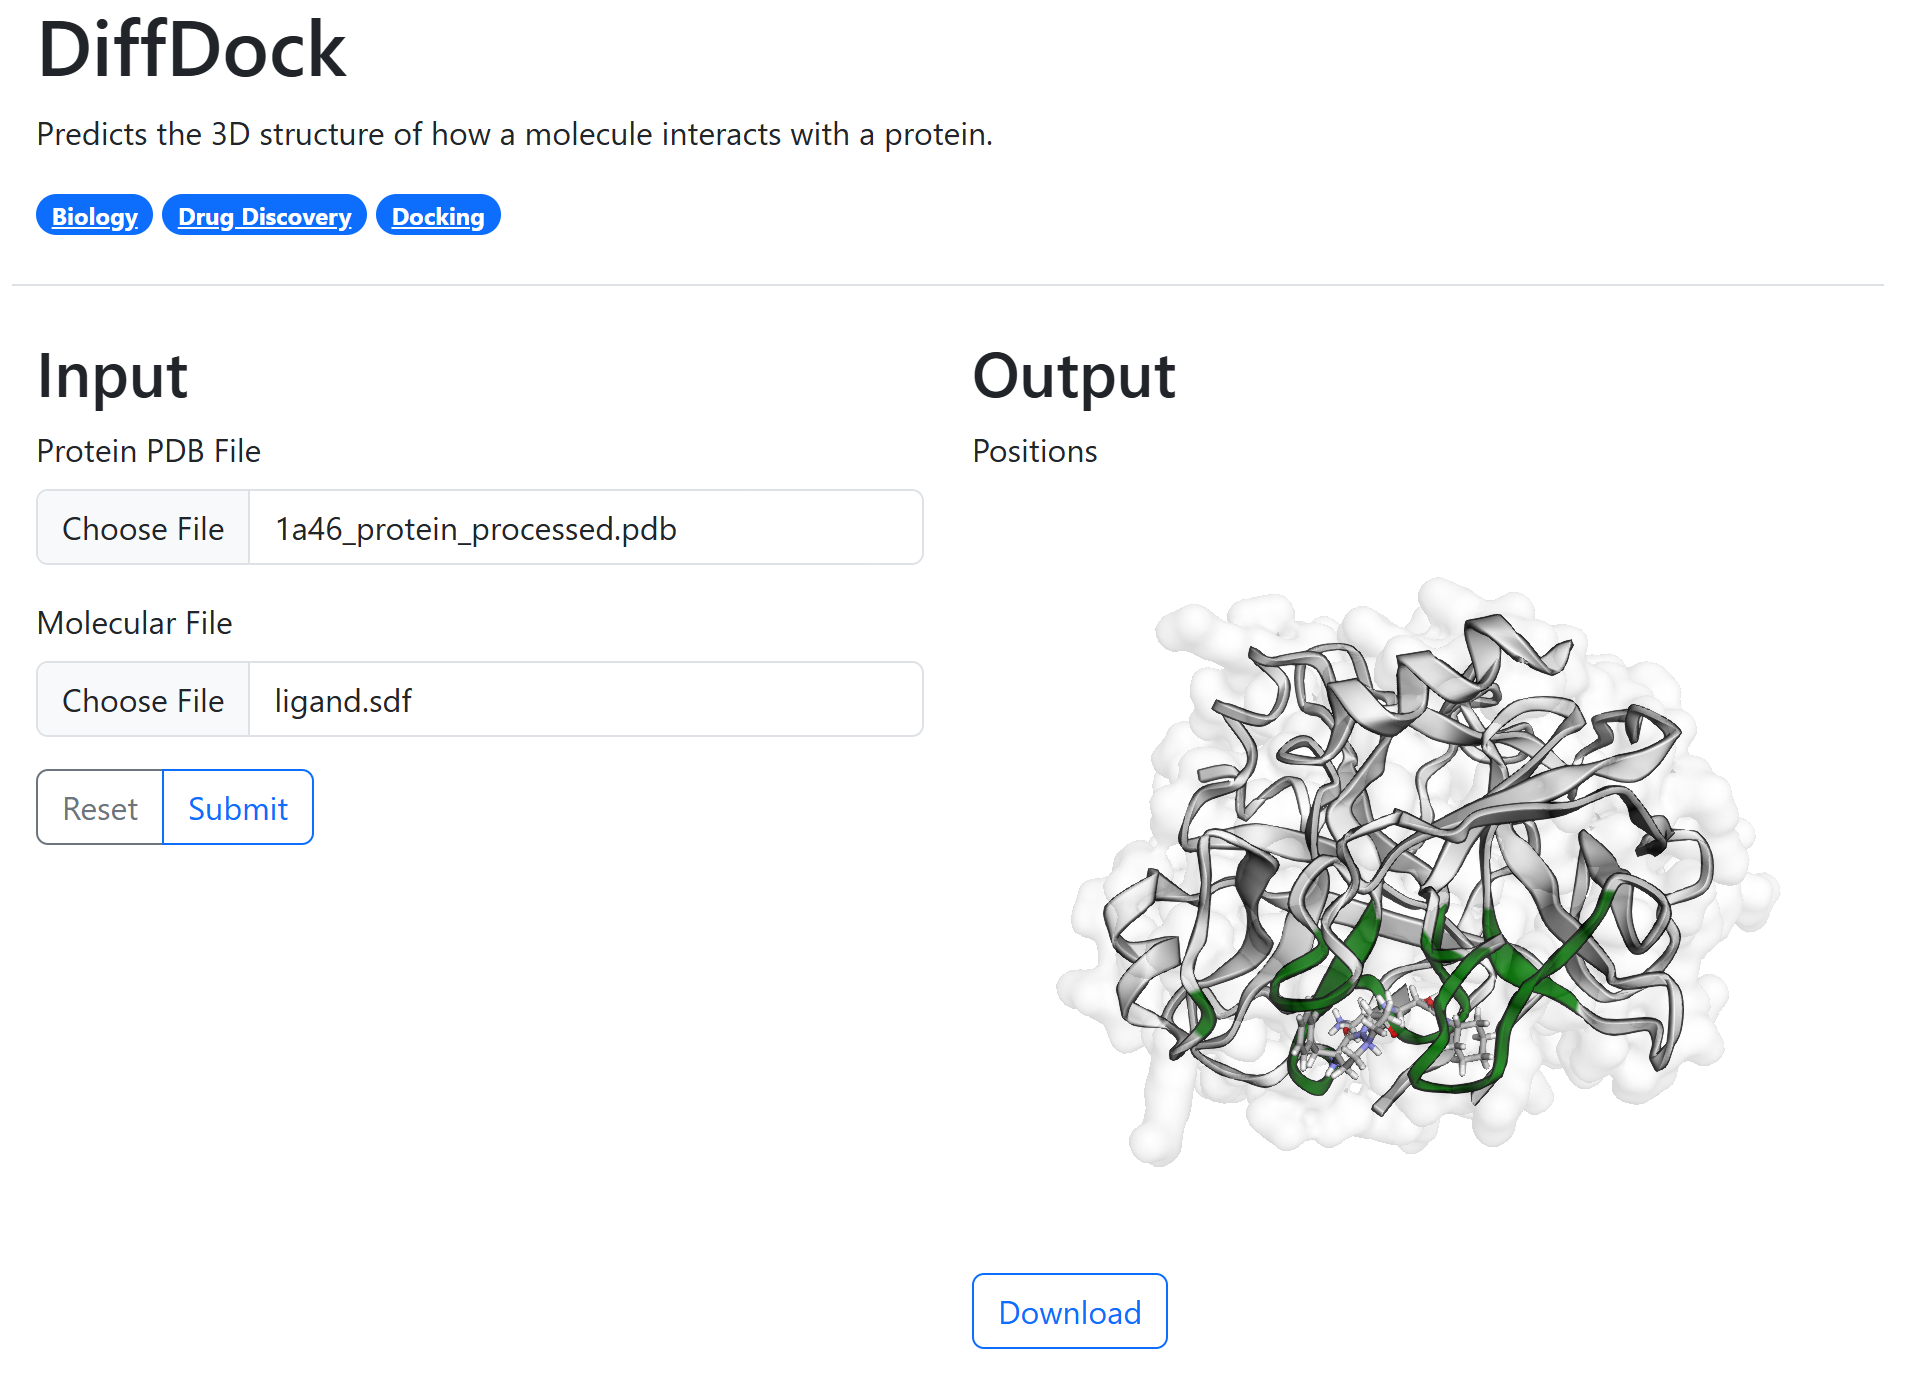 DiffDock
Predicts the 3D structure of how a molecule interacts with a protein.
Biology Drug Discovery Docking
Input
Protein PDB File
Choose File 1a46_protein_processed.pdb
Molecular File
Choose File ligand.sdf
Reset Submit
Output
Positions
Download